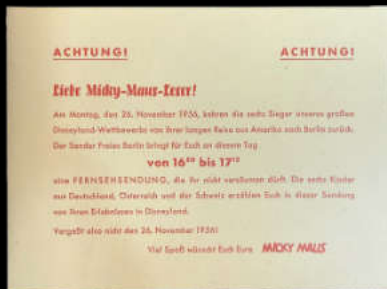 ACHTUNG! ACHTUNG!
Liebe Micky-Maus-Leser!
Am Montag, den 26. November 1956, kehren die sechs Sieger unseres großen
Disneyland-Wettbewerbs von ihrer langen Reise aus Amerika nach Berlin zurück.
Der Sender Freies Berlin bringt für Euch an diesem Tag
von 16⁵⁰ bis 17¹⁵
eine FERNSEHSENDUNG, die ihr nicht versäumen dürft. Die sechs Kinder
aus Deutschland, Österreich und der Schweiz erzählen Euch in dieser Sendung
von ihren Erlebnissen in Disneyland.
Vergeßt also nicht den 26. November 1956!
Viel Spaß wünscht Euch Eure MICKY MAUS